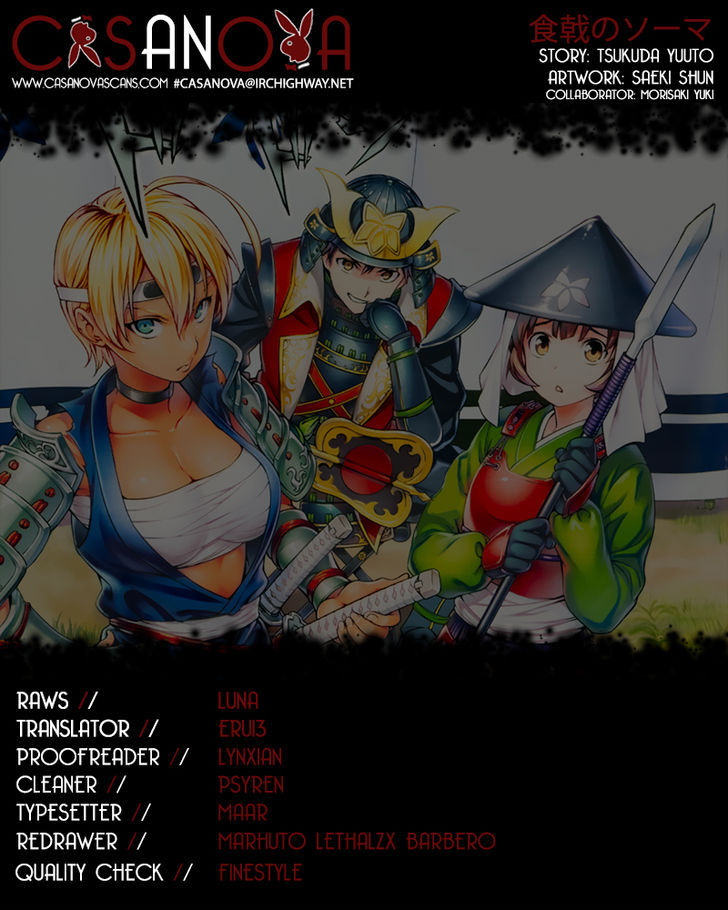 CASANOVA
WWW.CASANOVASCANS.COM #CASANOVA@IRCHIGHWAY.NET
食戟のソーマ
STORY: TSUKUDA YUUTO
ARTWORK: SAEKI SHUN
COLLABORATOR: MORISAKI YUKI
RAWS // LUNA
TRANSLATOR // ERUI3
PROOFREADER // LYNXIAN
CLEANER // PSYREN
TYPESETTER // MAAR
REDRAWER // MARHUTO LETHALZX BARBERO
QUALITY CHECK // FINESTYLE